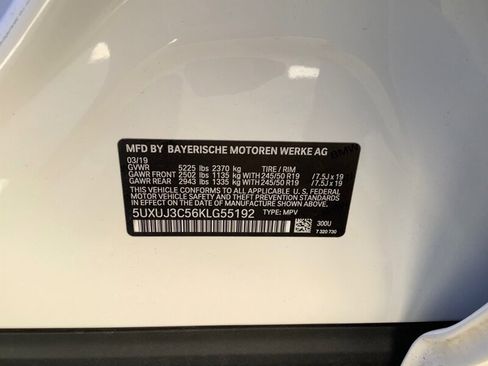 MFD BY BAYERISCHE MOTOREN WERKE AG
03/19
GVWR 5225 lbs 2370 kg TIRE / RIM
GAWR FRONT 2502 lbs 1135 kg WITH 245/50 R19 /7.5J x 19
GAWR REAR 2943 lbs 1335 kg WITH 245/50 R19 /7.5J x 19
THIS VEHICLE CONFORMS TO ALL APPLICABLE U. S. FEDERAL
MOTOR VEHICLE SAFETY AND THEFT PREVENTION STANDARDS
IN EFFECT ON THE DATE OF MANUFACTURE SHOWN ABOVE.
5UXUJ3C56KLG55192 TYPE: MPV
300U
7 320 730